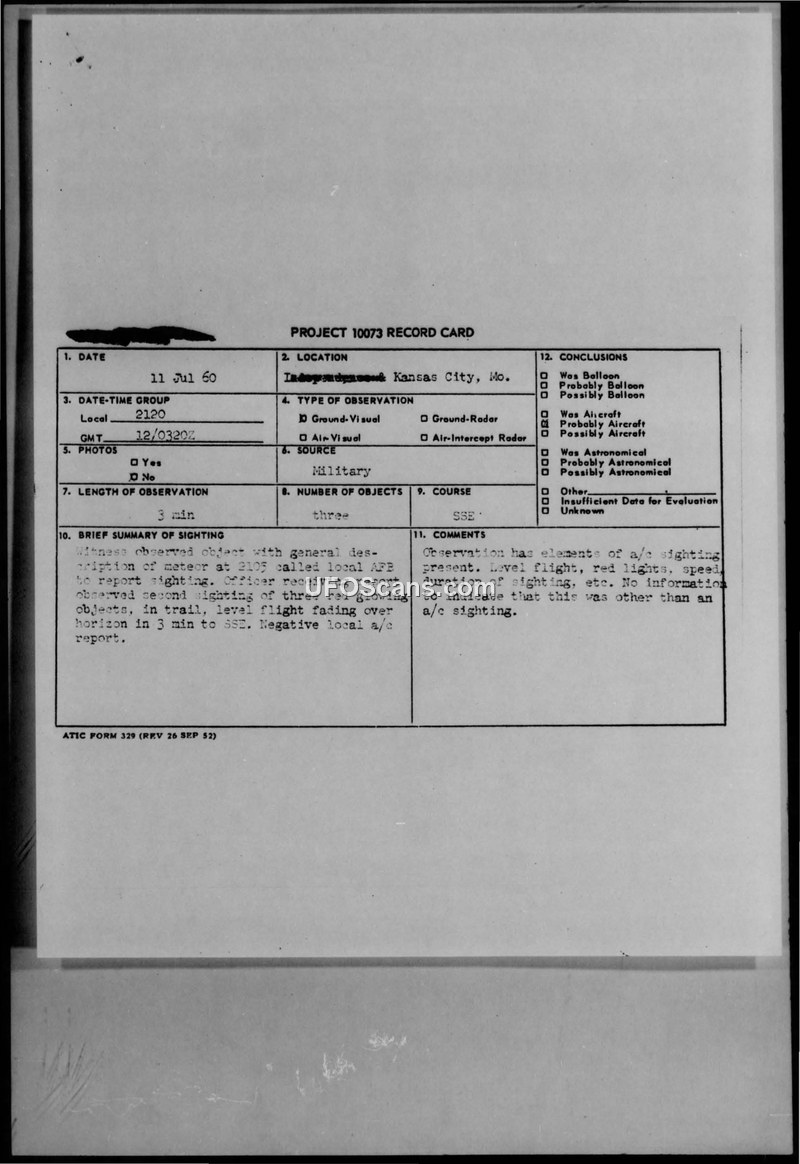 PROJECT 10073 RECORD CARD
1. DATE
11 Jul 60
2. LOCATION
Kansas City, Mo.
12. CONCLUSIONS
Was Balloon
Probably Balloon
Possibly Balloon
Was Aircraft
Probably Aircraft
Possibly Aircraft
Was Astronomical
Probably Astronomical
Possibly Astronomical
Other
Insufficient Data for Evaluation
Unknown
3. DATE-TIME GROUP
Local 2120
GMT 12/0320Z
4. TYPE OF OBSERVATION
Ground-Visual Ground-Radar
Air-Visual Air-Intercept Radar
5. PHOTOS
Yes
No
6. SOURCE
Military
7. LENGTH OF OBSERVATION
3 min
8. NUMBER OF OBJECTS
three
9. COURSE
SSE
10. BRIEF SUMMARY OF SIGHTING
Witness observed object with general des-
cription of meteor at 2105 called local AFB
to report sighting. Officer
observed second sighting of three red glowing
objects, in trail, level flight fading over
horizon in 3 min to SSE. Negative local a/c
report.
11. COMMENTS
Observation has elements of a/c sighting
present. Level flight, red lights, speed,
duration of sighting, etc. No informatio
to indicate that this was other than an
a/c sighting.
UFOScans.com
ATIC FORM 329 (REV 26 SEP 52)